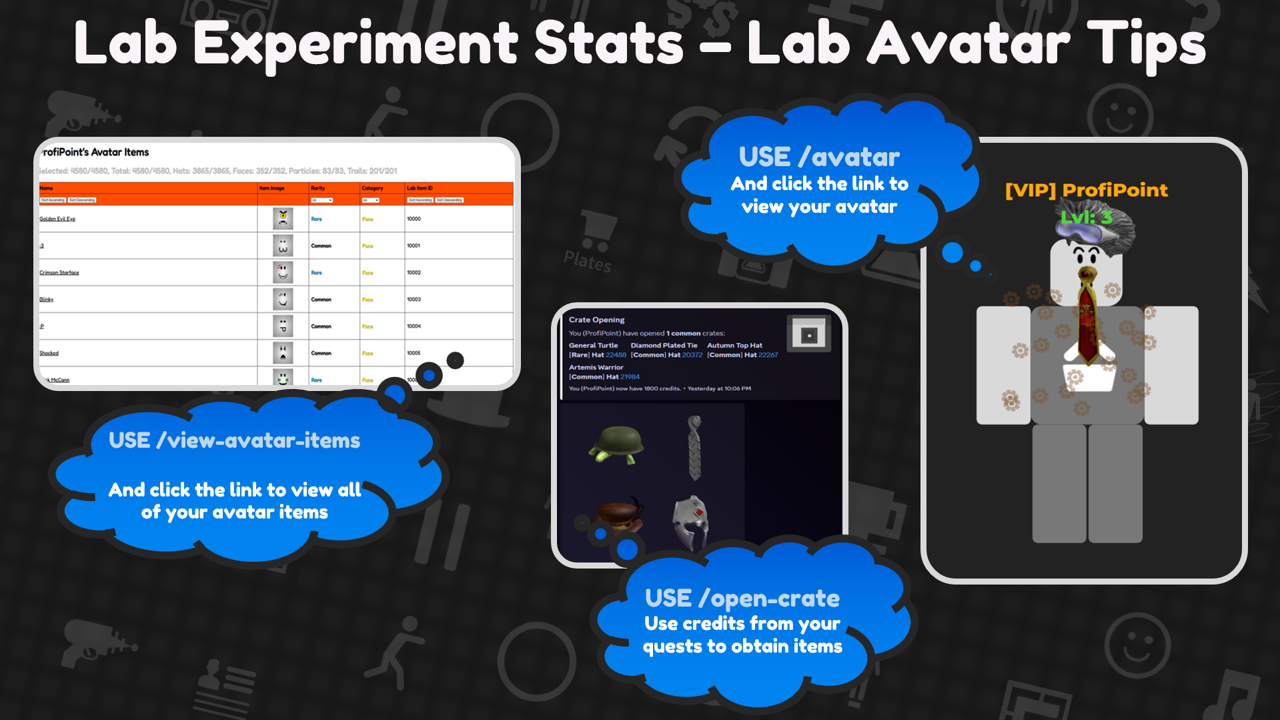 Lab Experiment Stats – Lab Avatar Tips
rofiPoint's Avatar Items
Selected: 4580/4580, Total: 4580/4580, Hats: 3865/3865, Faces: 352/352, Particles: 83/83, Trails: 201/201
Name Item Image Rarity Category Lab Item ID
Sort Ascending Sort Descending All All Sort Ascending Sort Descending
Golden Evil Eye Rare Face 10000
:3 Common Face 10001
Crimson Starface Rare Face 10002
Blinky Common Face 10003
:P Common Face 10004
Shocked Common Face 10005
McCann Rare Face
USE /view-avatar-items
And click the link to view all
of your avatar items
Plates
Crate Opening
You (ProfiPoint) have opened 1 common crates:
General Turtle Diamond Plated Tie Autumn Top Hat
[Rare] Hat 22488 [Common] Hat 20372 [Common] Hat 22267
Artemis Warrior
[Common] Hat 21984
You (ProfiPoint) now have 1800 credits. • Yesterday at 10:06 PM
USE /open-crate
Use credits from your
quests to obtain items
USE /avatar
And click the link to
view your avatar
[VIP] ProfiPoint
Lvl: 3